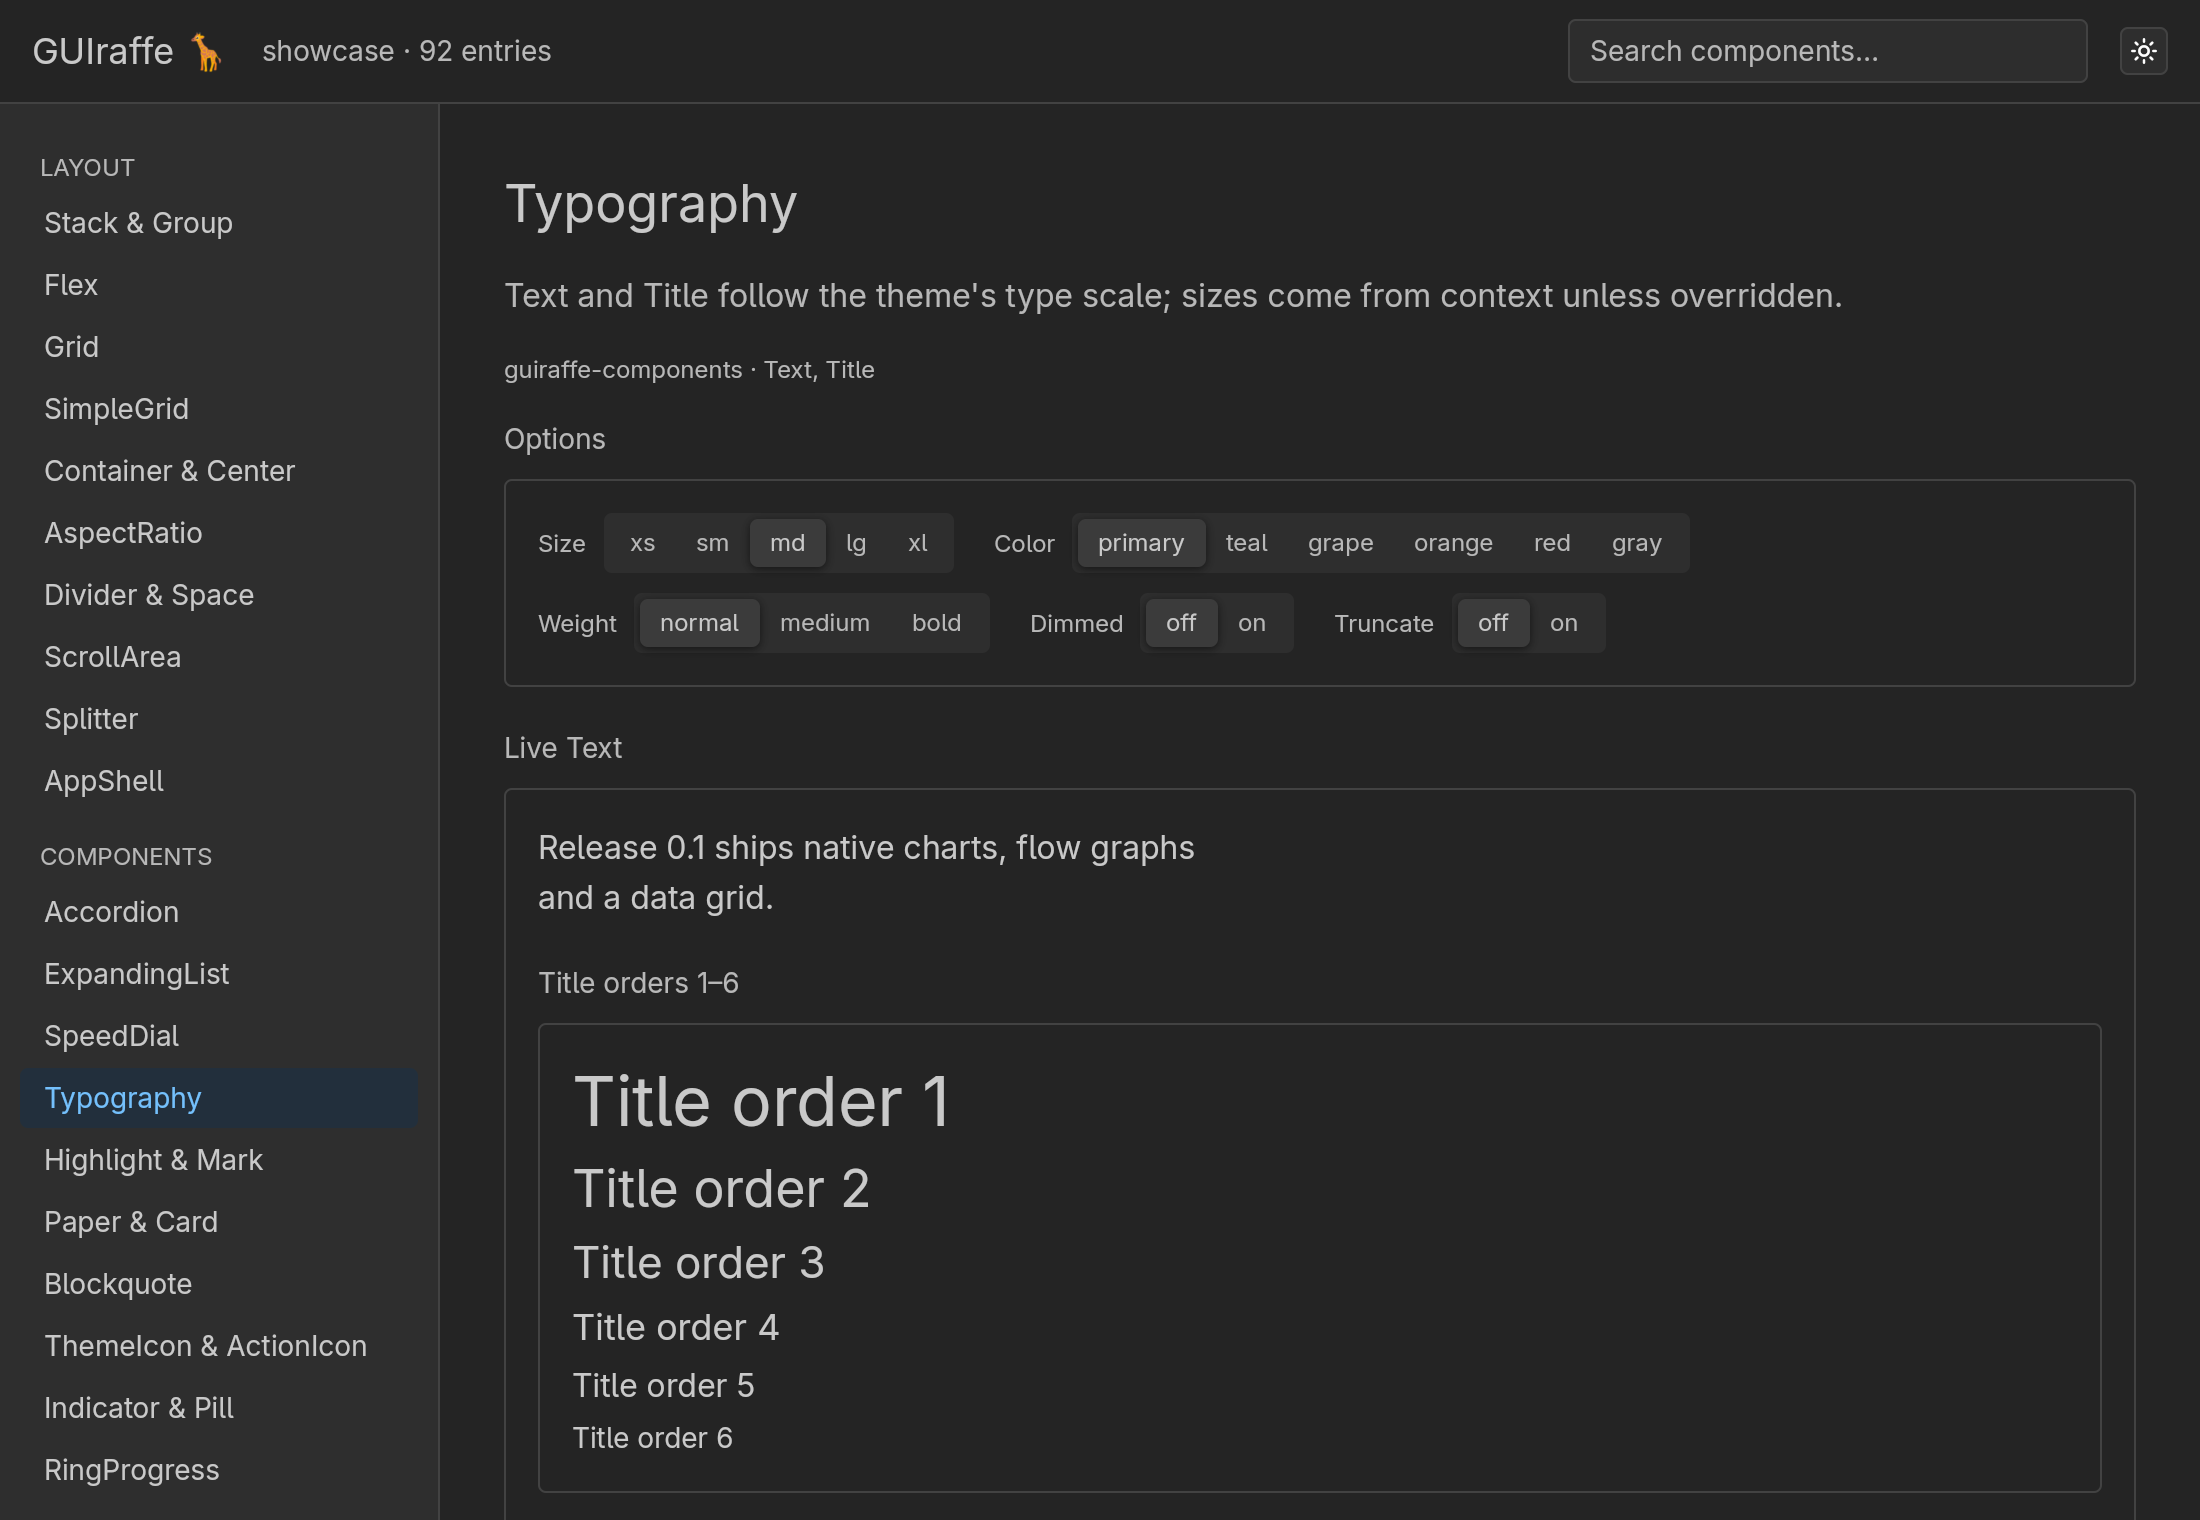 GUIraffe 🦒 showcase · 92 entries
Search components...
LAYOUT
Stack & Group
Flex
Grid
SimpleGrid
Container & Center
AspectRatio
Divider & Space
ScrollArea
Splitter
AppShell
COMPONENTS
Accordion
ExpandingList
SpeedDial
Typography
Highlight & Mark
Paper & Card
Blockquote
ThemeIcon & ActionIcon
Indicator & Pill
RingProgress
Typography
Text and Title follow the theme's type scale; sizes come from context unless overridden.
guiraffe-components · Text, Title
Options
Size xs sm md lg xl Color primary teal grape orange red gray
Weight normal medium bold Dimmed off on Truncate off on
Live Text
Release 0.1 ships native charts, flow graphs
and a data grid.
Title orders 1–6
Title order 1
Title order 2
Title order 3
Title order 4
Title order 5
Title order 6